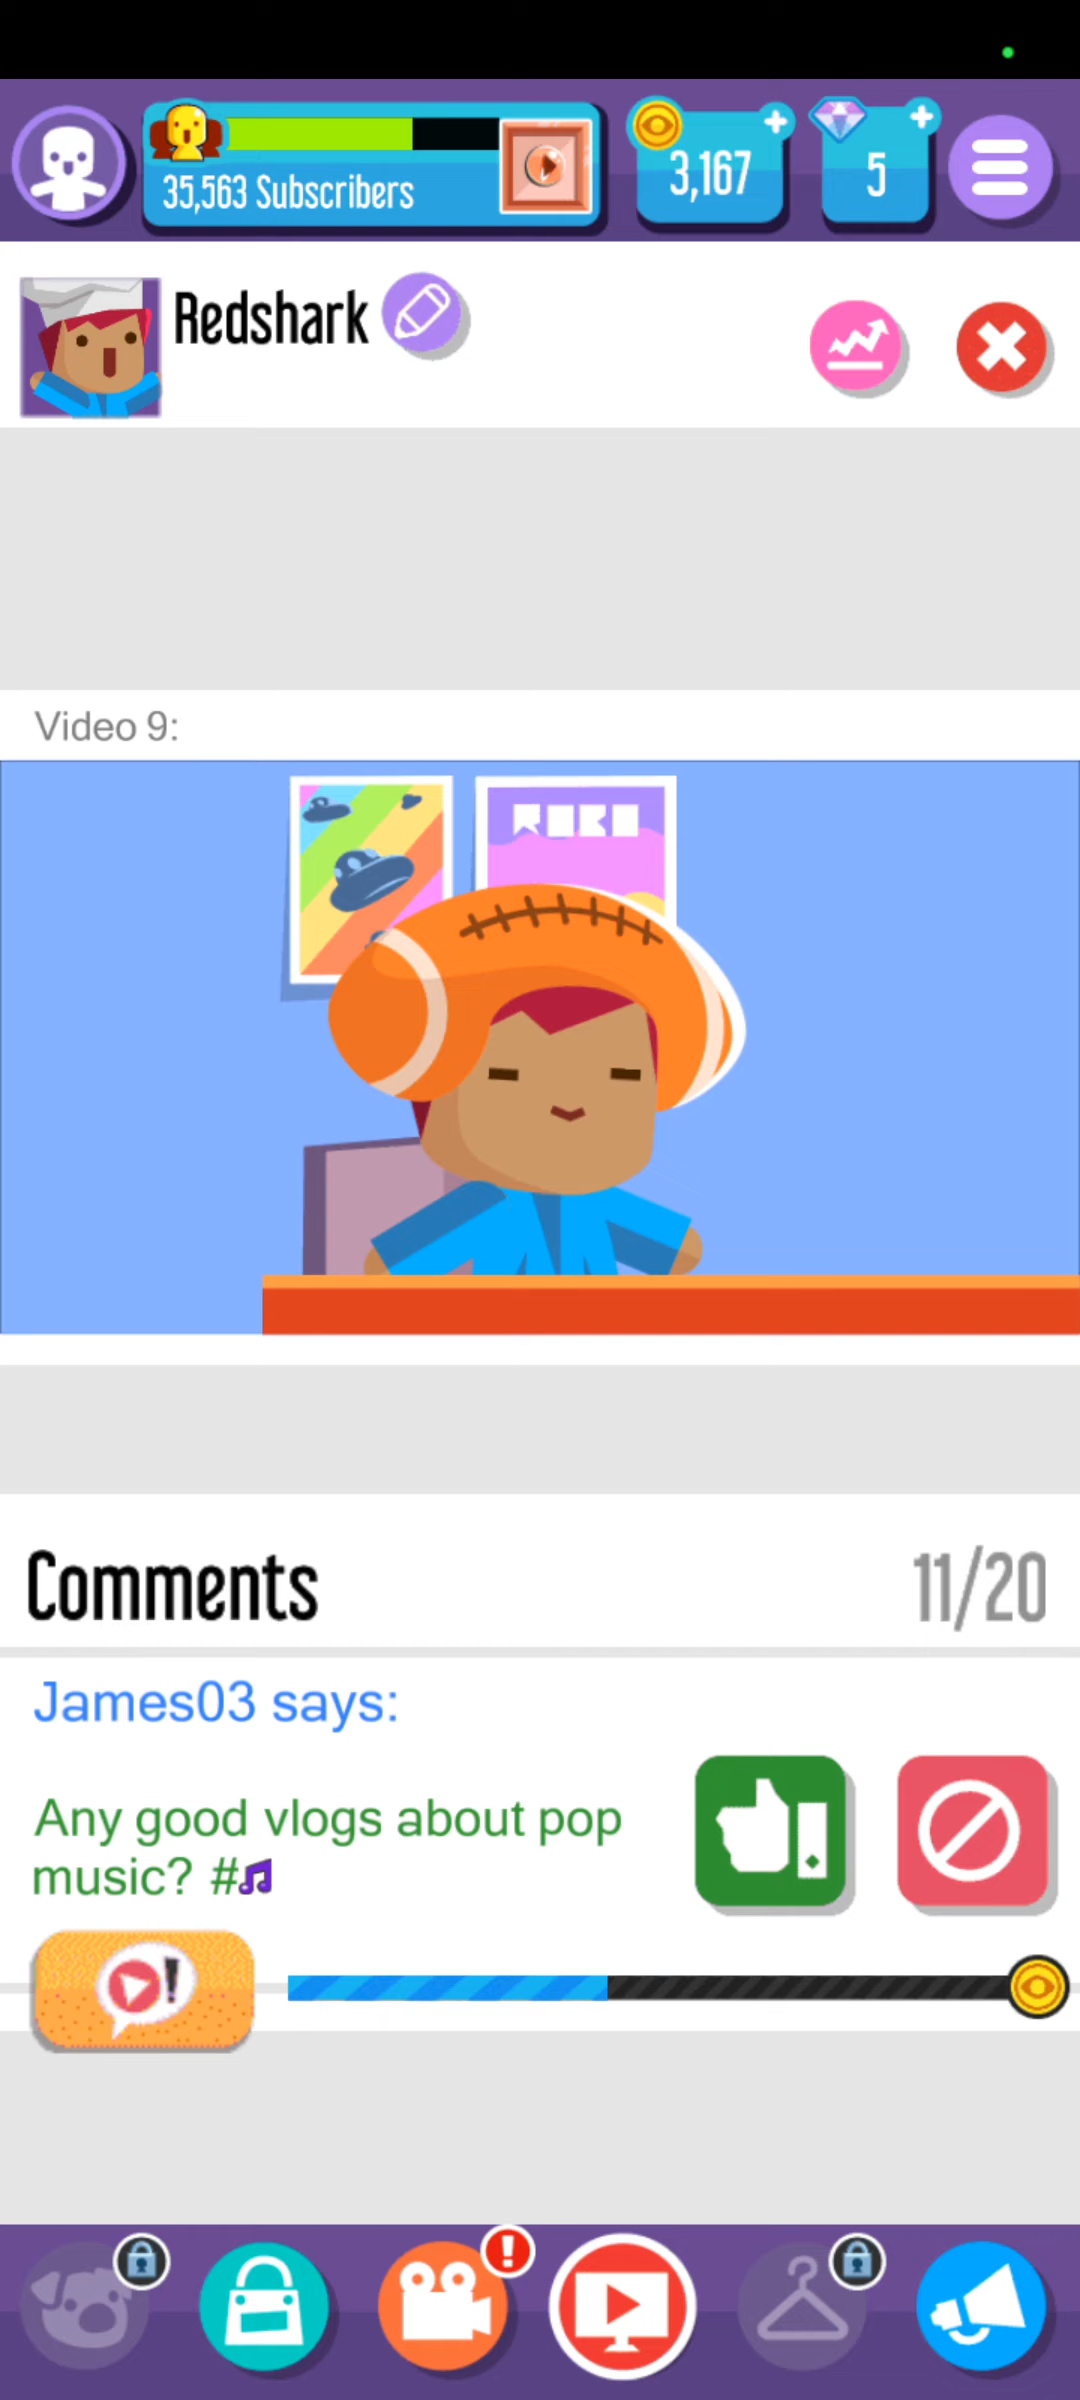 35,563 Subscribers
3,167
5
Redshark
Video 9:
Comments
11/20
James03 says:
Any good vlogs about pop
music? #🎵
!
!